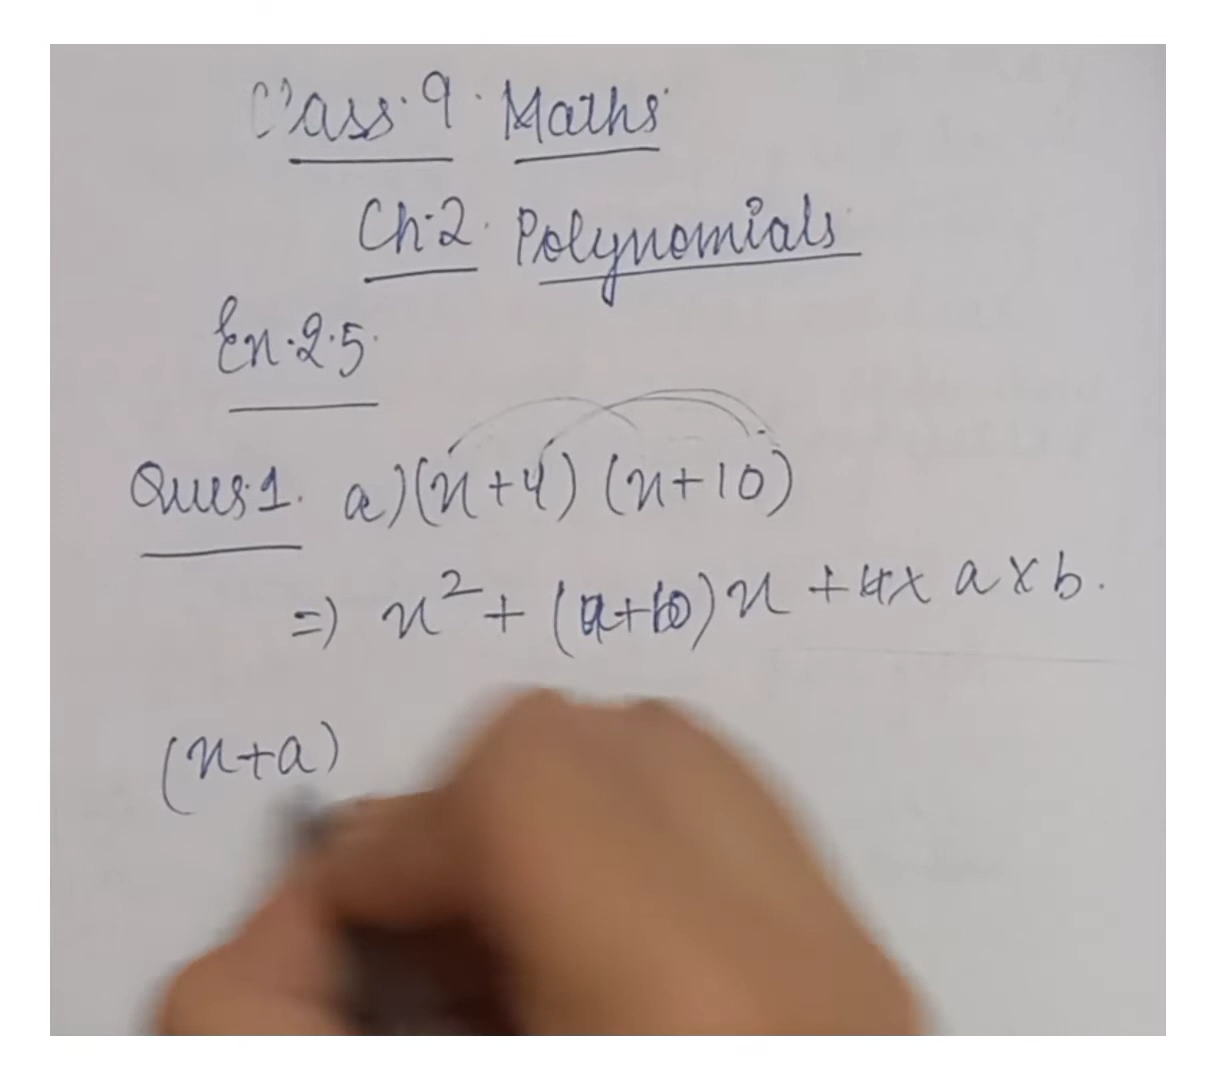 Class 9 Maths
Ch. 2. Polynomials
Ex. 2.5.
Ques 1. a) (x+4) (x+10)
=) x² + (a+b)x + 4x a x b.
(x+a)